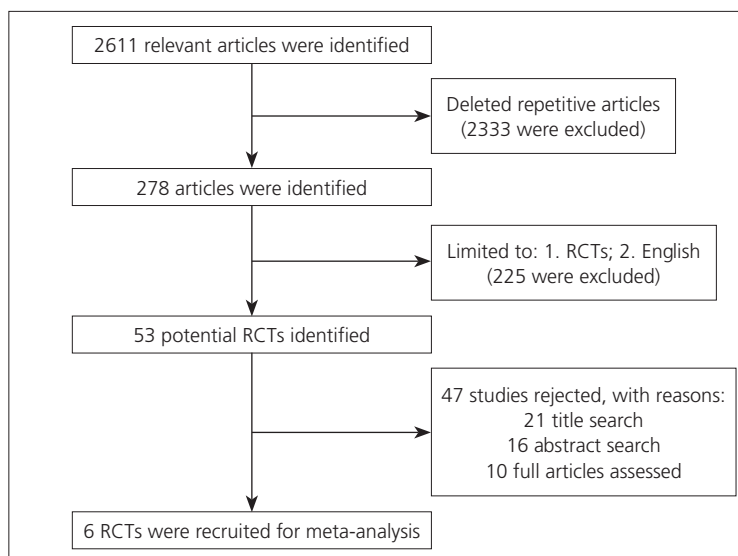 2611 relevant articles were identified
Deleted repetitive articles
(2333 were excluded)
278 articles were identified
Limited to: 1. RCTs; 2. English
(225 were excluded)
53 potential RCTs identified
47 studies rejected, with reasons:
21 title search
16 abstract search
10 full articles assessed
6 RCTs were recruited for meta-analysis